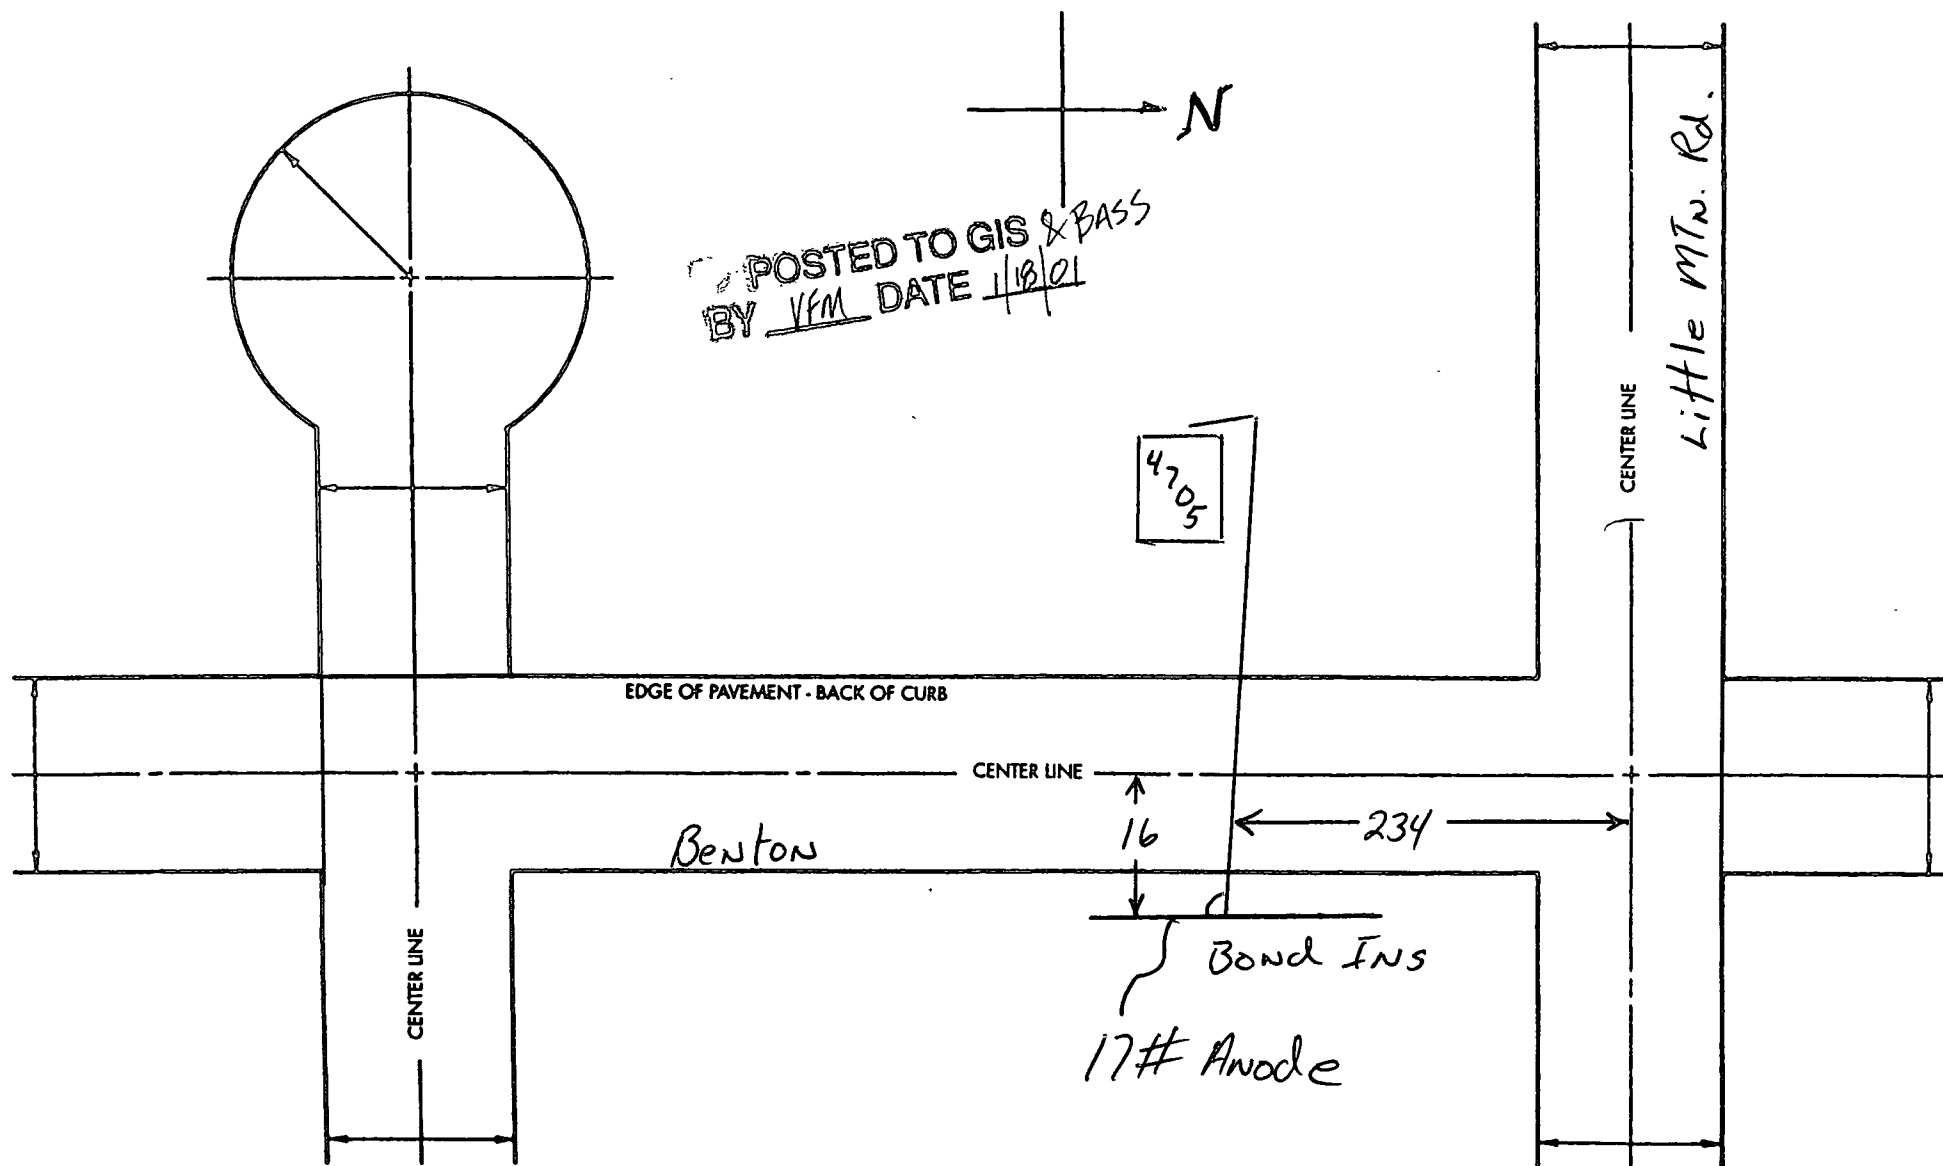 N
POSTED TO GIS & BASS
BY VFM DATE 1/18/01
Little MTN. Rd.
CENTER LINE
4705
EDGE OF PAVEMENT - BACK OF CURB
CENTER LINE
16
234
Benton
CENTER LINE
Bond INS
17# Anode